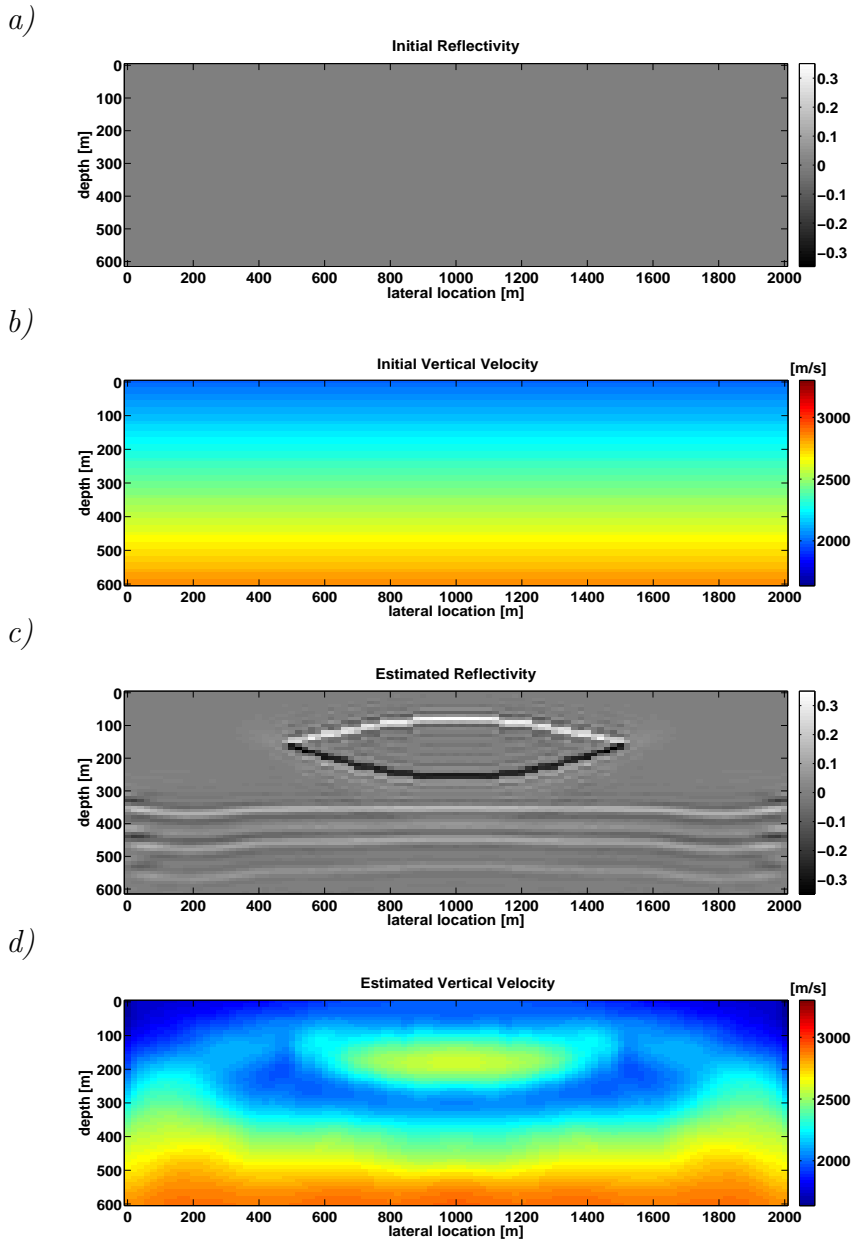 a)
Initial Reflectivity
0
100
200
300
400
500
600
depth [m]
0 200 400 600 800 1000 1200 1400 1600 1800 2000
lateral location [m]
0.3
0.2
0.1
0
−0.1
−0.2
−0.3
b)
Initial Vertical Velocity
[m/s]
0
100
200
300
400
500
600
depth [m]
0 200 400 600 800 1000 1200 1400 1600 1800 2000
lateral location [m]
3000
2500
2000
c)
Estimated Reflectivity
0
100
200
300
400
500
600
depth [m]
0 200 400 600 800 1000 1200 1400 1600 1800 2000
lateral location [m]
0.3
0.2
0.1
0
−0.1
−0.2
−0.3
d)
Estimated Vertical Velocity
[m/s]
0
100
200
300
400
500
600
depth [m]
0 200 400 600 800 1000 1200 1400 1600 1800 2000
lateral location [m]
3000
2500
2000